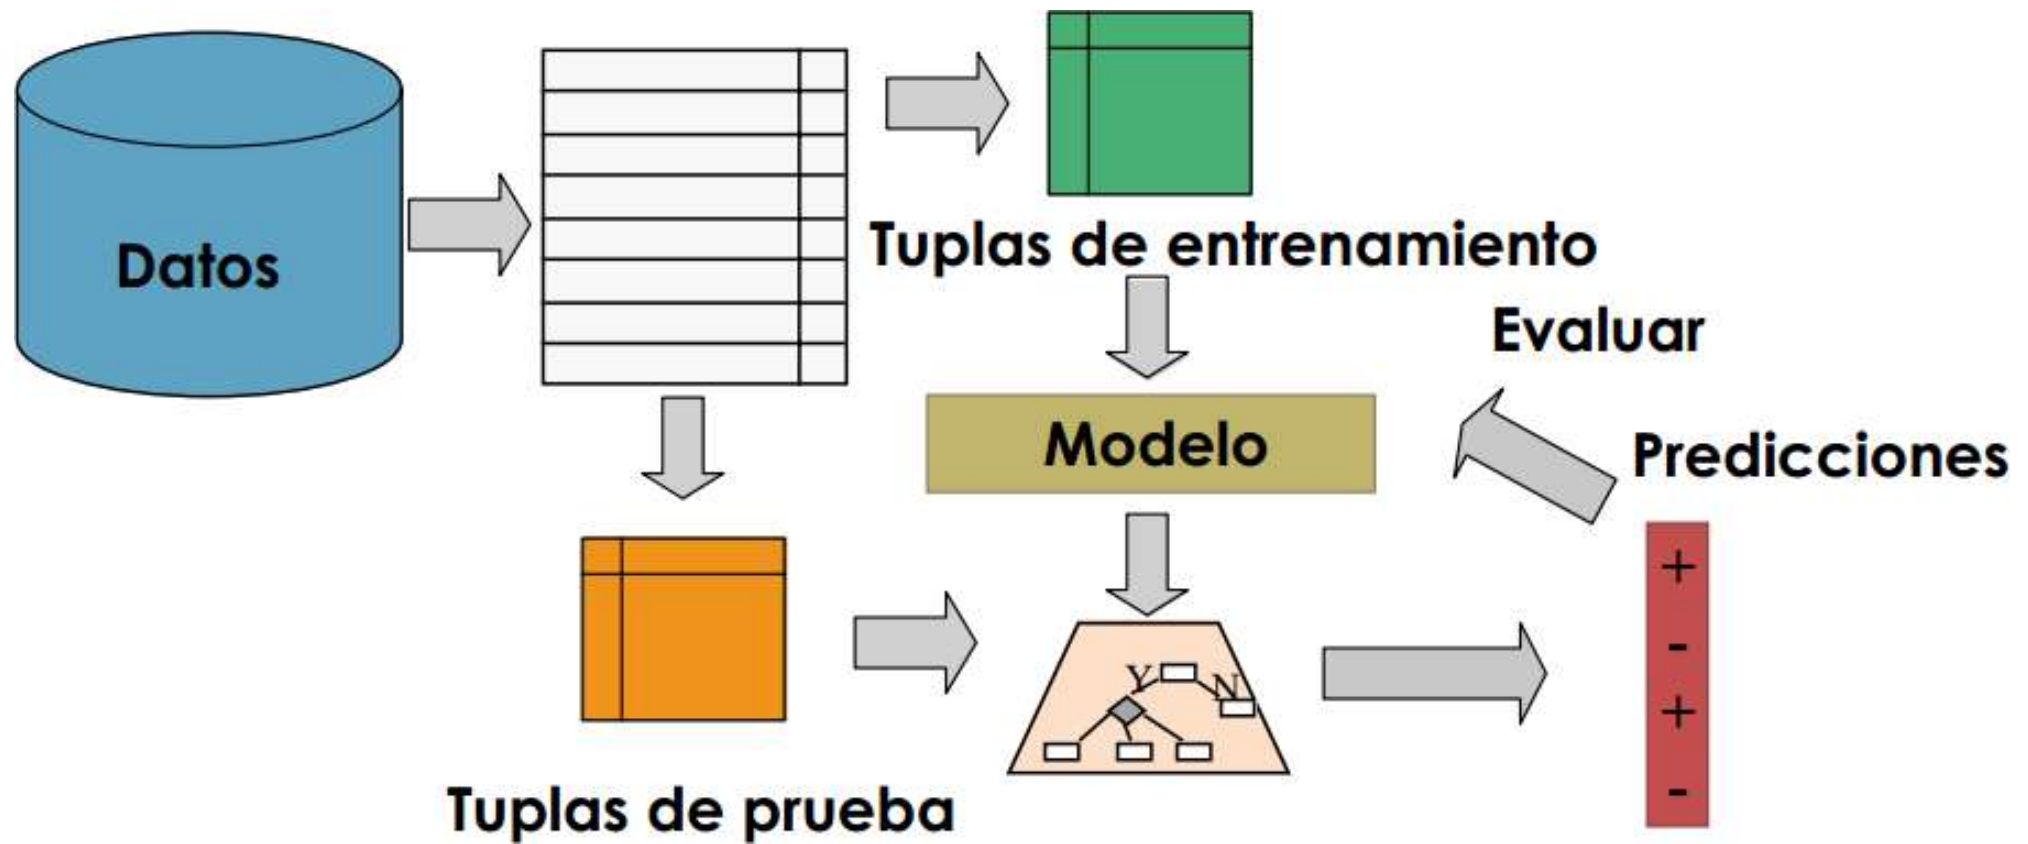 Datos
Tuplas de entrenamiento
Evaluar
Modelo
Predicciones
+
-
+
-
Y
N
Tuplas de prueba